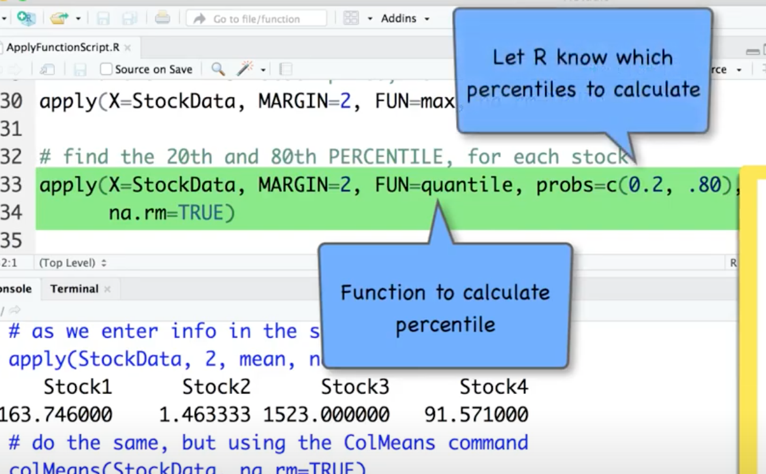 Go to file/function
Addins
ApplyFunctionScript.R
Source on Save
Let R know which
percentiles to calculate
30 apply(X=StockData, MARGIN=2, FUN=max,
31
32 # find the 20th and 80th PERCENTILE, for each stock
33 apply(X=StockData, MARGIN=2, FUN=quantile, probs=c(0.2, .80),
34 na.rm=TRUE)
35
2:1 (Top Level) R
Function to calculate
percentile
onsole Terminal
/
# as we enter info in the s
apply(StockData, 2, mean, n
Stock1 Stock2 Stock3 Stock4
163.746000 1.463333 1523.000000 91.571000
# do the same, but using the ColMeans command
colMeans(StockData, na.rm=TRUE)